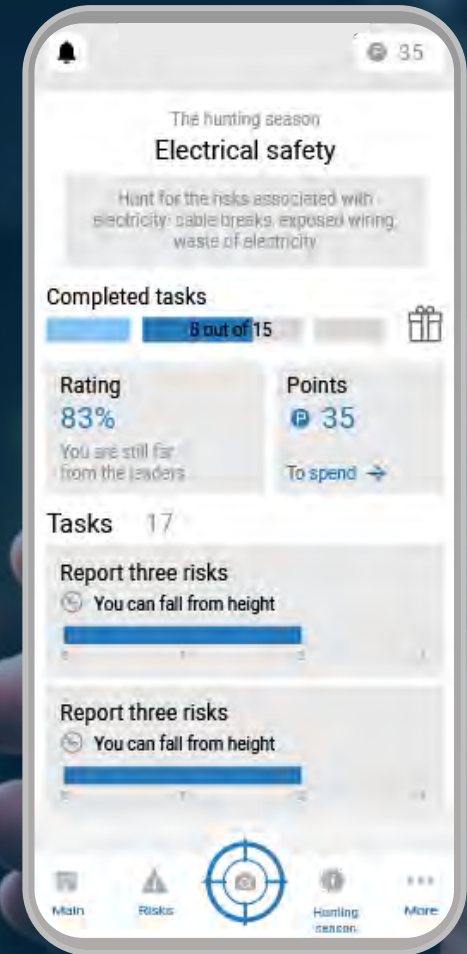 35
The hunting season
Electrical safety
Hunt for the risks associated with
electricity: cable breaks, exposed wiring,
waste of electricity
Completed tasks
8 out of 15
Rating
83%
You are still far
from the leaders
Points
P 35
To spend →
Tasks 17
Report three risks
You can fall from height
Report three risks
You can fall from height
Main
Risks
Hunting
season
More